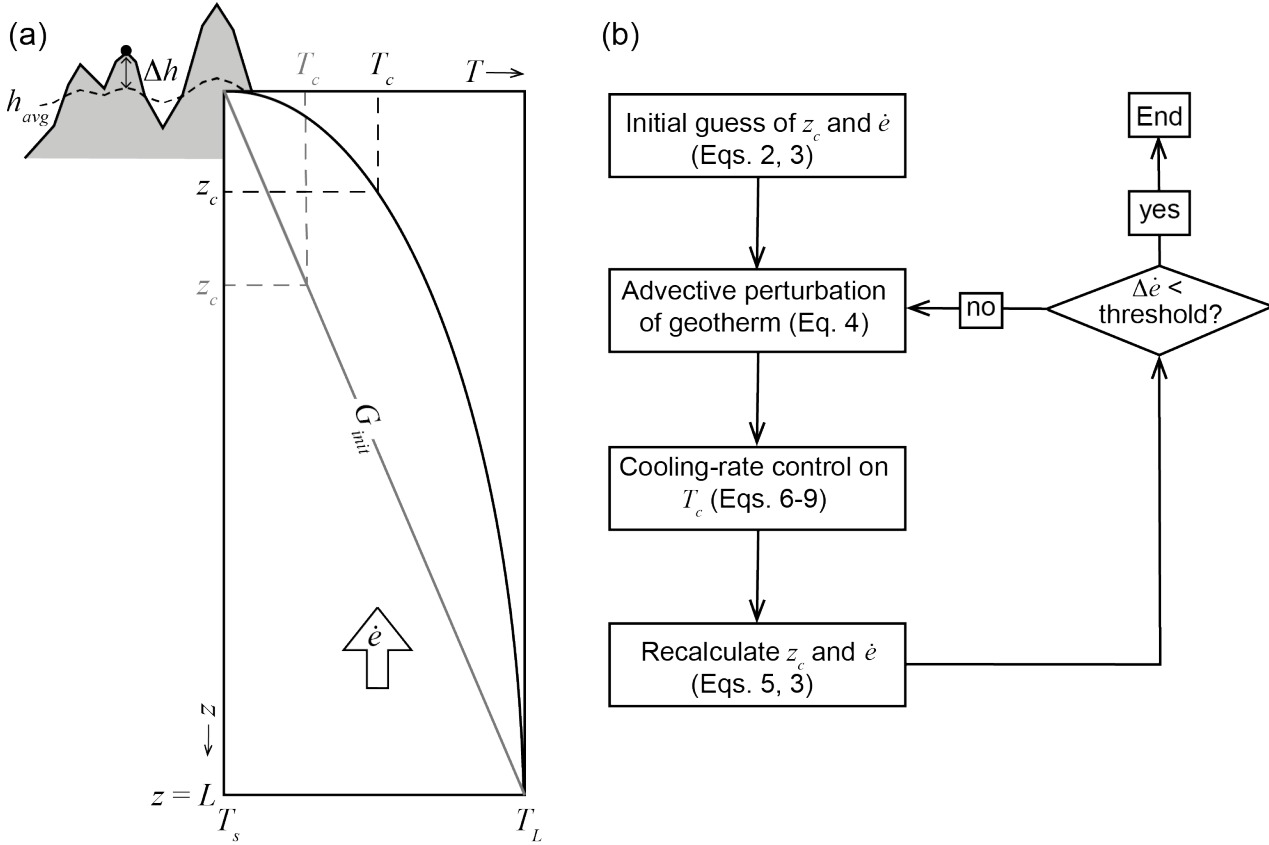 (a)
Δh
h_avg
T_c
T_c
T
z_c
z_c
G_init
ė
z
z = L
T_s
T_L
(b)
Initial guess of z_c and ė
(Eqs. 2, 3)
Advective perturbation
of geotherm (Eq. 4)
Cooling-rate control on
T_c (Eqs. 6-9)
Recalculate z_c and ė
(Eqs. 5, 3)
Δė <
threshold?
no
yes
End